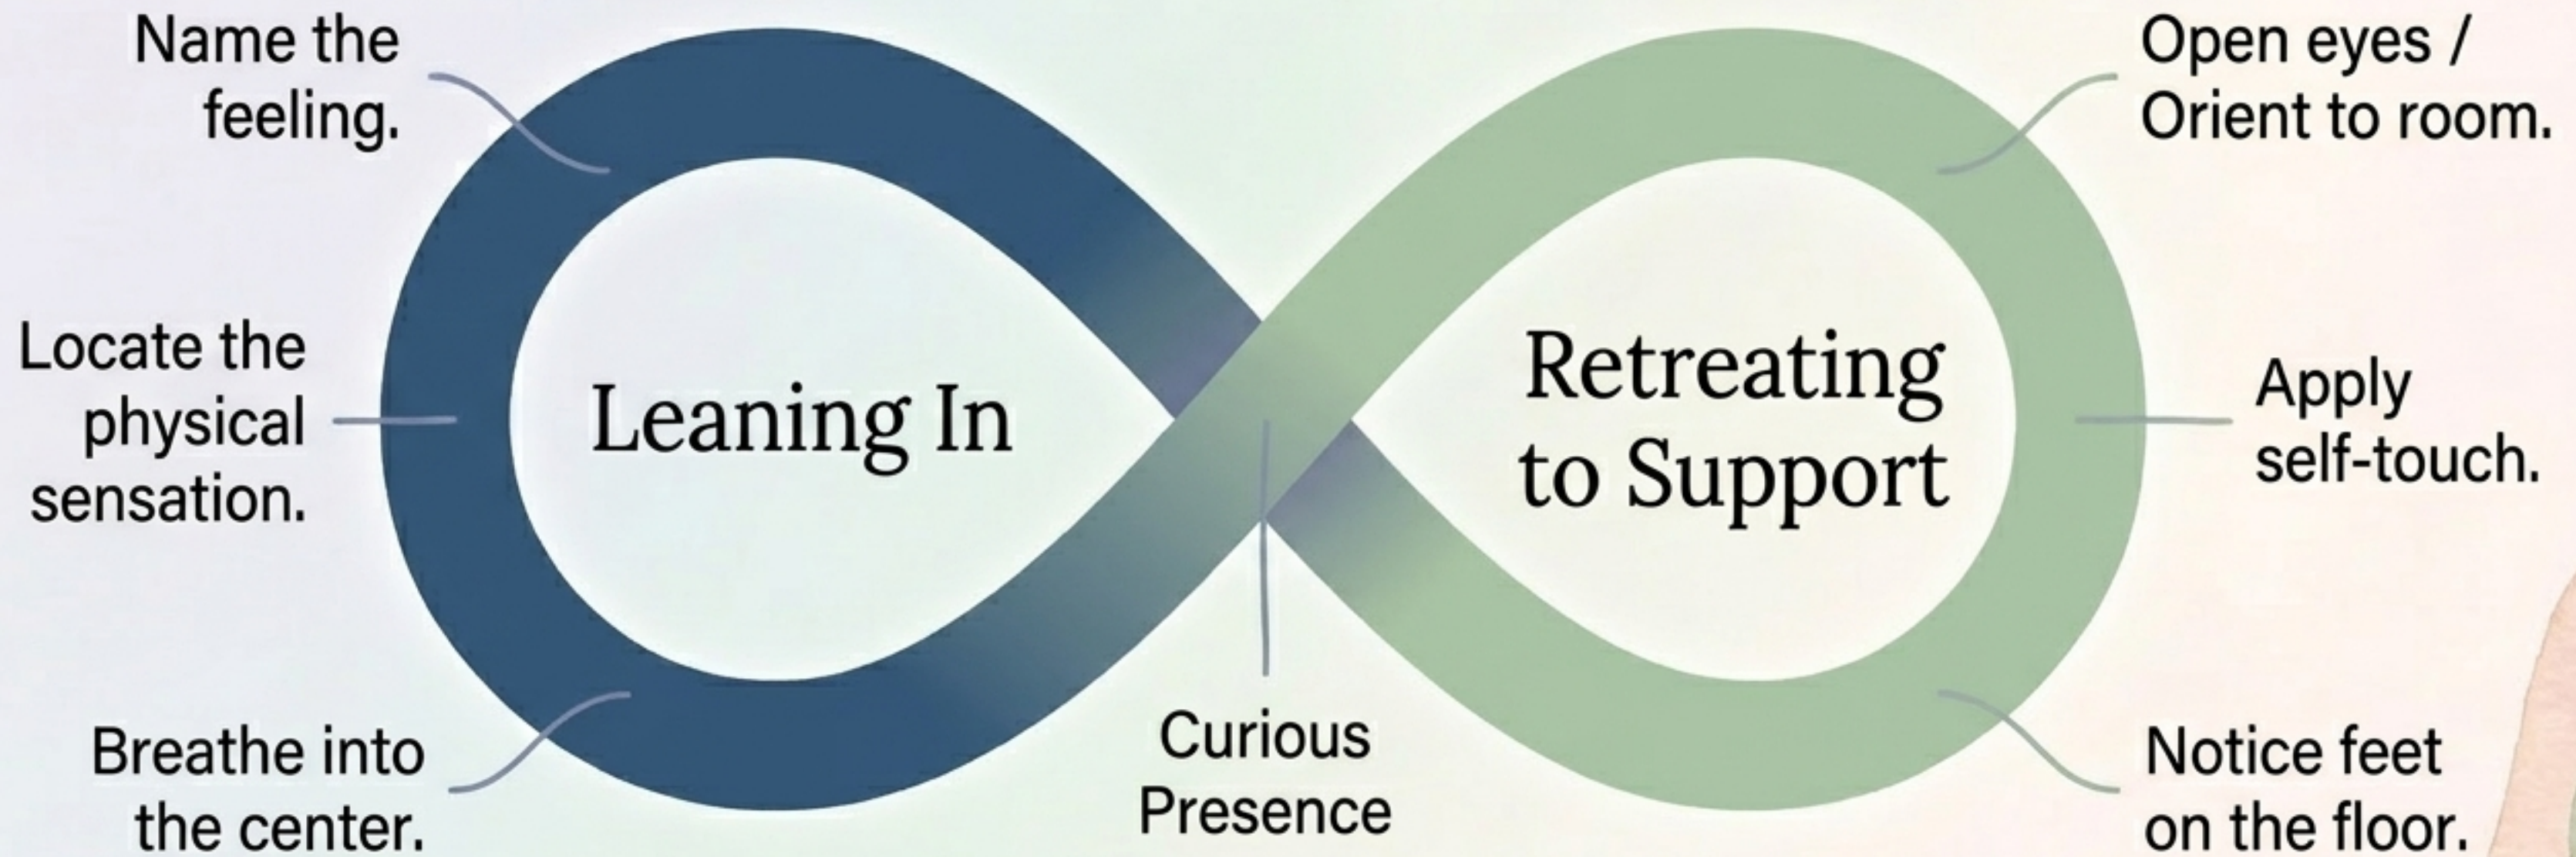 Name the
feeling.
Locate the
physical
sensation.
Breathe into
the center.
Leaning In
Curious
Presence
Retreating
to Support
Open eyes /
Orient to room.
Apply
self-touch.
Notice feet
on the floor.